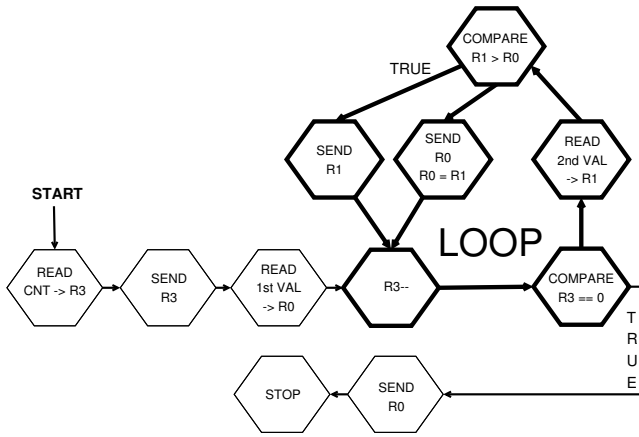 COMPARE
R1 > R0
TRUE
SEND
R1
SEND
R0
R0 = R1
READ
2nd VAL
-> R1
START
LOOP
READ
CNT -> R3
SEND
R3
READ
1st VAL
-> R0
R3--
COMPARE
R3 == 0
T
R
U
E
STOP
SEND
R0